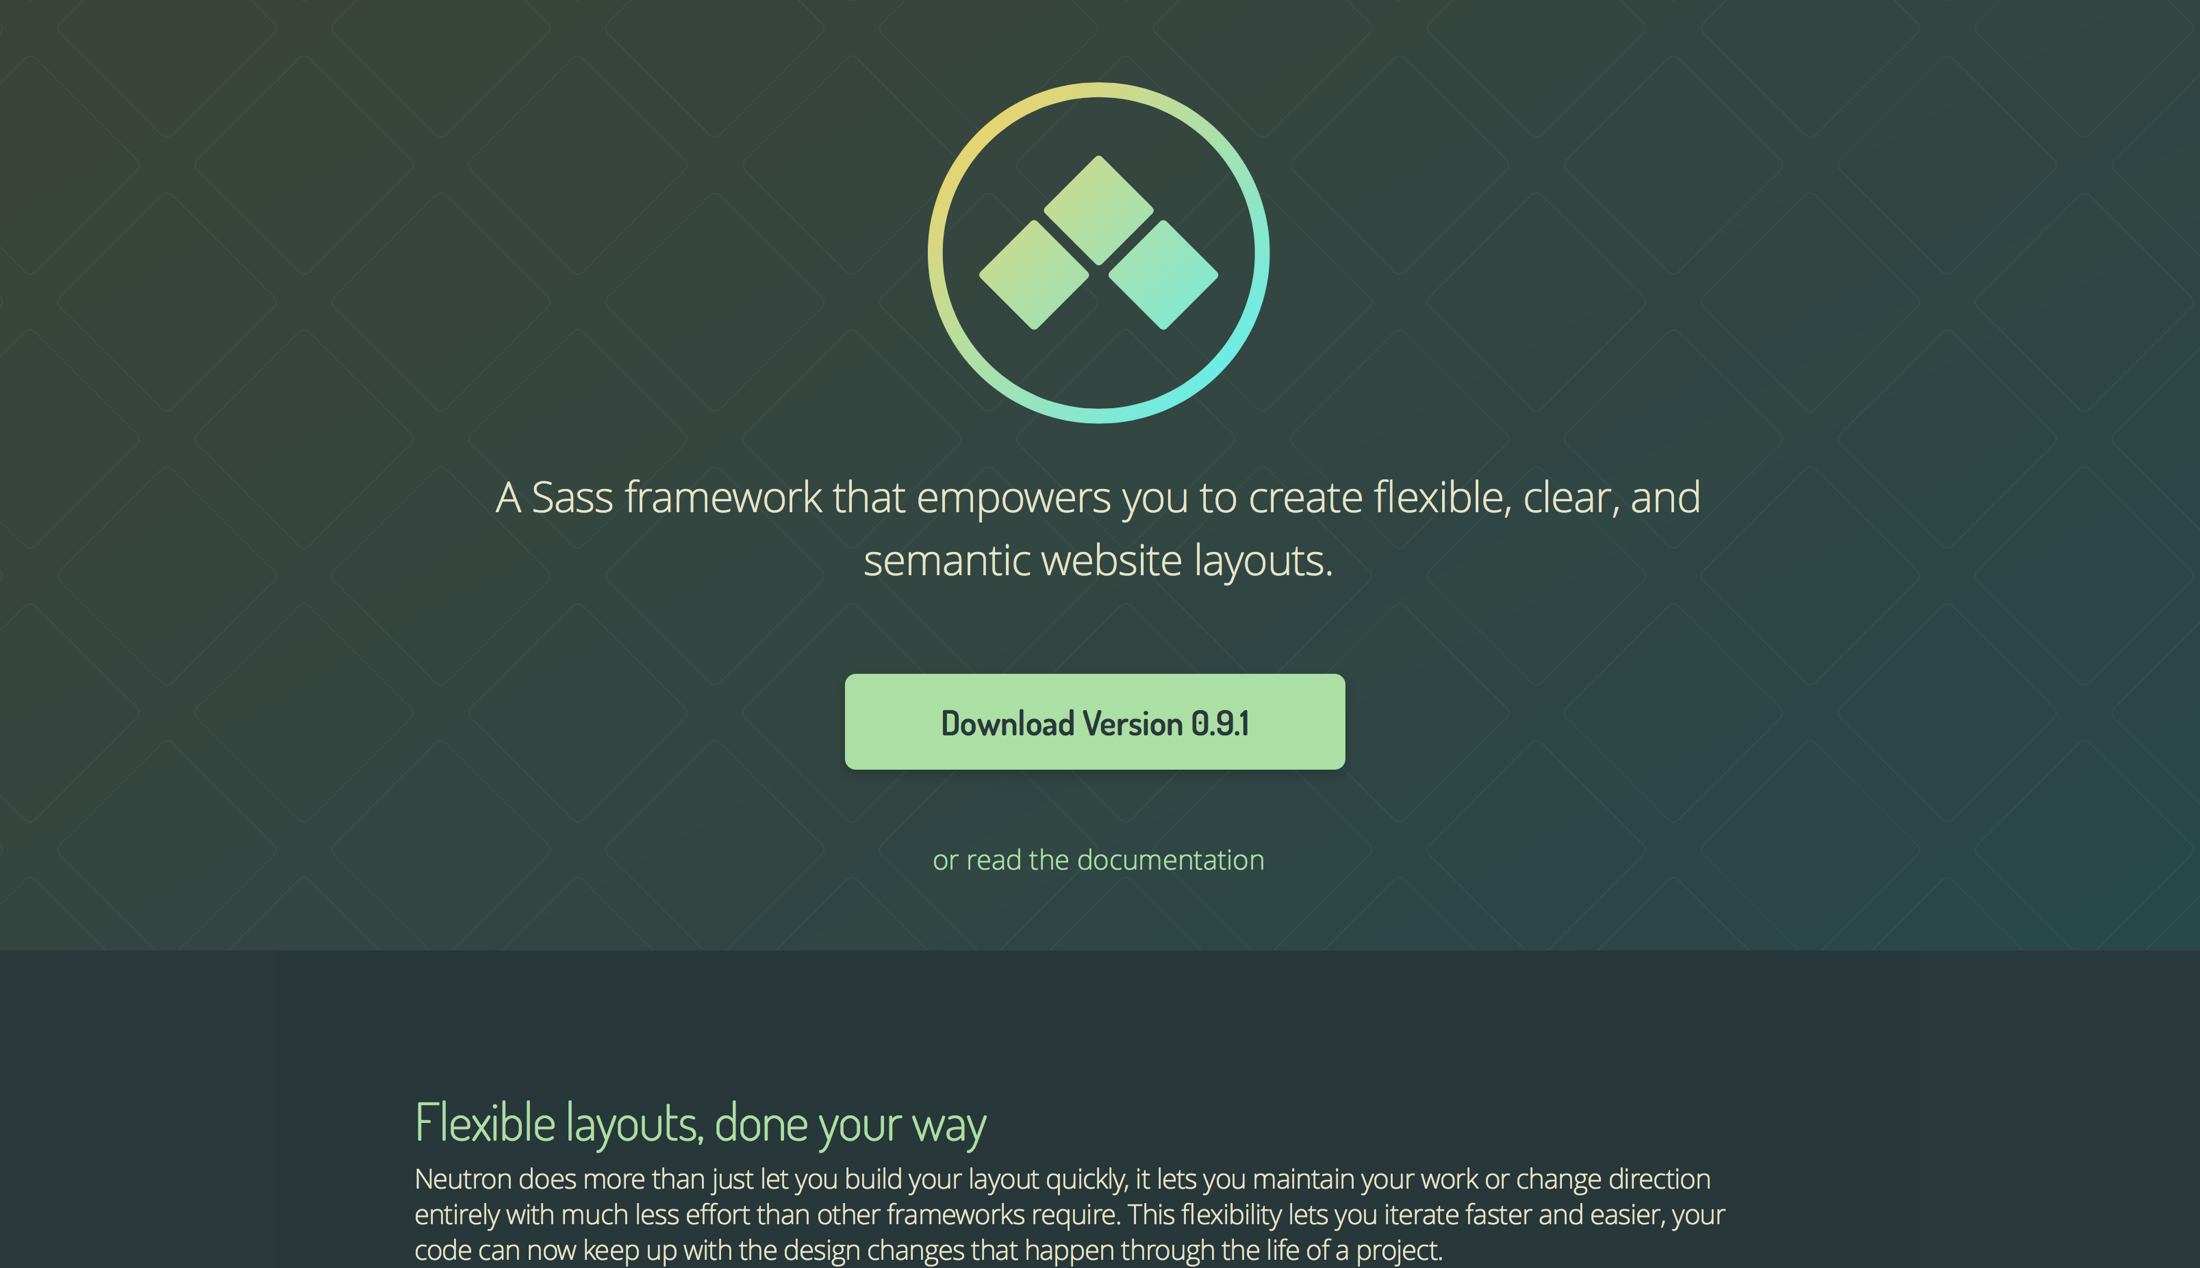 A Sass framework that empowers you to create flexible, clear, and
semantic website layouts.
Download Version 0.9.1
or read the documentation
Flexible layouts, done your way
Neutron does more than just let you build your layout quickly, it lets you maintain your work or change direction
entirely with much less effort than other frameworks require. This flexibility lets you iterate faster and easier, your
code can now keep up with the design changes that happen through the life of a project.